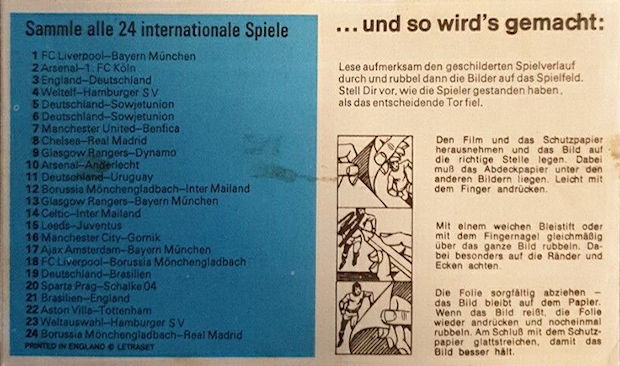 Sammle alle 24 internationale Spiele
1 FC Liverpool–Bayern München
2 Arsenal–1. FC Köln
3 England–Deutschland
4 Weltelf–Hamburger SV
5 Deutschland–Sowjetunion
6 Deutschland–Sowjetunion
7 Manchester United–Benfica
8 Chelsea–Real Madrid
9 Glasgow Rangers–Dynamo
10 Arsenal–Anderlecht
11 Deutschland–Uruguay
12 Borussia Mönchengladbach–Inter Mailand
13 Glasgow Rangers–Bayern München
14 Celtic–Inter Mailand
15 Leeds–Juventus
16 Manchester City–Gornik
17 Ajax Amsterdam–Bayern München
18 FC Liverpool–Borussia Mönchengladbach
19 Deutschland–Brasilien
20 Sparta Prag–Schalke 04
21 Brasilien–England
22 Aston Villa–Tottenham
23 Weltauswahl–Hamburger SV
24 Borussia Mönchengladbach–Real Madrid
PRINTED IN ENGLAND © LETRASET
...und so wird's gemacht:
Lese aufmerksam den geschilderten Spielverlauf
durch und rubbel dann die Bilder auf das Spielfeld.
Stell Dir vor, wie die Spieler gestanden haben,
als das entscheidende Tor fiel.
Den Film und das Schutzpapier
herausnehmen und das Bild auf
die richtige Stelle legen. Dabei
muß das Abdeckpapier unter den
anderen Bildern liegen. Leicht mit
dem Finger andrücken.
Mit einem weichen Bleistift oder
mit dem Fingernagel gleichmäßig
über das ganze Bild rubbeln. Da-
bei besonders auf die Ränder und
Ecken achten.
Die Folie sorgfältig abziehen –
das Bild bleibt auf dem Papier.
Wenn das Bild reißt, die Folie
wieder andrücken und nocheinmal
rubbeln. Am Schluß mit dem Schutz-
papier glattstreichen, damit das
Bild besser hält.